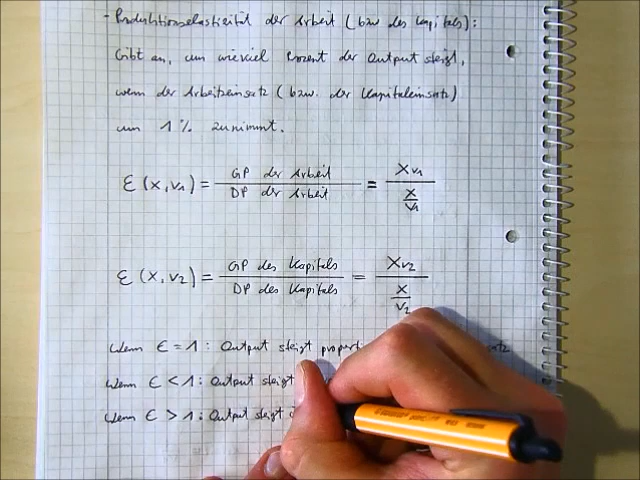 - Produktionselastizität der Arbeit (bzw des Kapitals):
Gibt an, um wieviel Prozent der Output steigt,
wenn der Arbeitseinsatz (bzw. der Kapitaleinsatz)
um 1% zunimmt.
ε (x, v₁) = GP der Arbeit / DP der Arbeit = Xv₁ / (x / v₁)
ε (x, v₂) = GP des Kapitals / DP des Kapitals = Xv₂ / (x / v₂)
Wenn ε = 1 : Output steigt
Wenn ε < 1 : Output steigt
Wenn ε > 1 : Output steigt